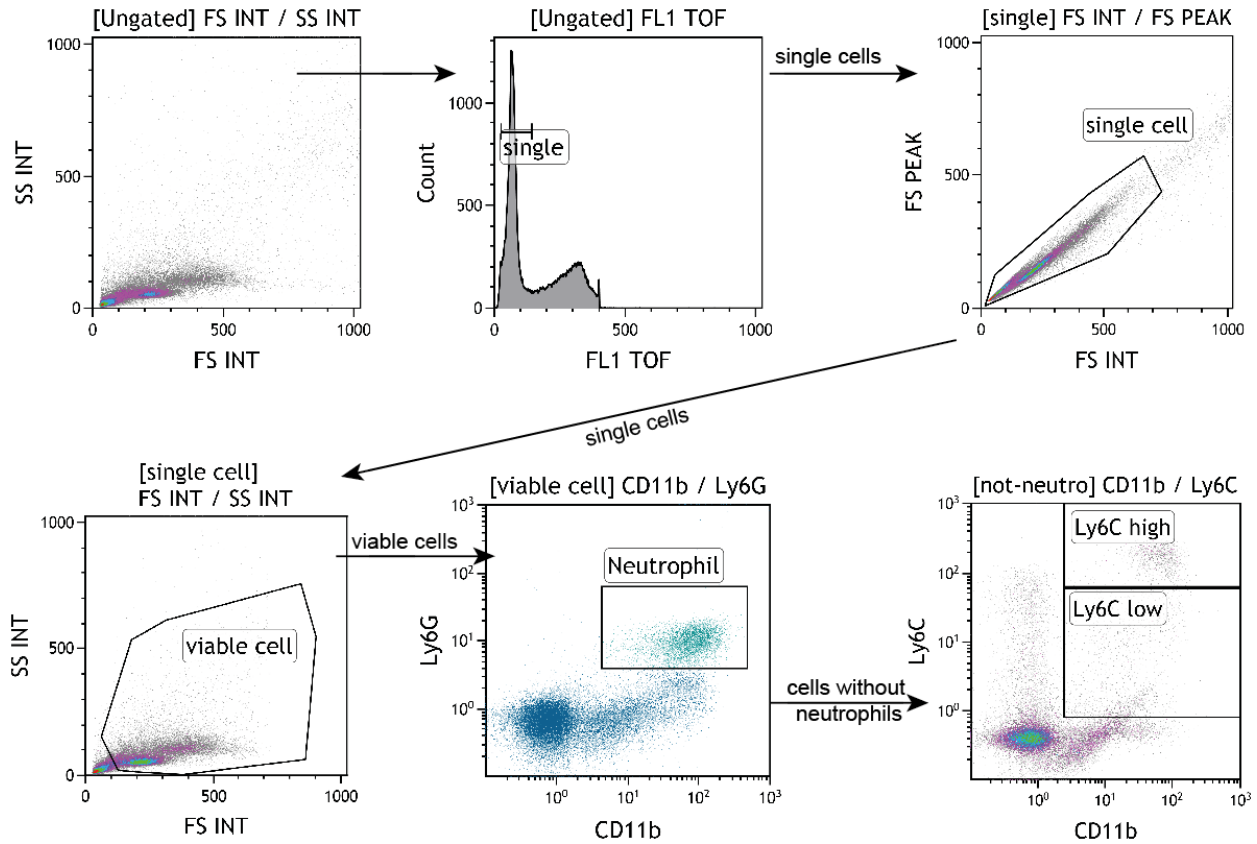 [Ungated] FS INT / SS INT
1000
500
0
0
500
1000
SS INT
FS INT
[Ungated] FL1 TOF
1000
500
0
0
500
1000
Count
single
FL1 TOF
single cells
[single] FS INT / FS PEAK
1000
500
0
0
500
1000
FS PEAK
single cell
FS INT
single cells
[single cell]
FS INT / SS INT
1000
500
0
0
500
1000
SS INT
viable cell
FS INT
viable cells
[viable cell] CD11b / Ly6G
10³
10²
10¹
10⁰
10⁰
10¹
10²
10³
Ly6G
Neutrophil
CD11b
cells without
neutrophils
[not-neutro] CD11b / Ly6C
10³
10²
10¹
10⁰
10⁰
10¹
10²
10³
Ly6C
Ly6C high
Ly6C low
CD11b